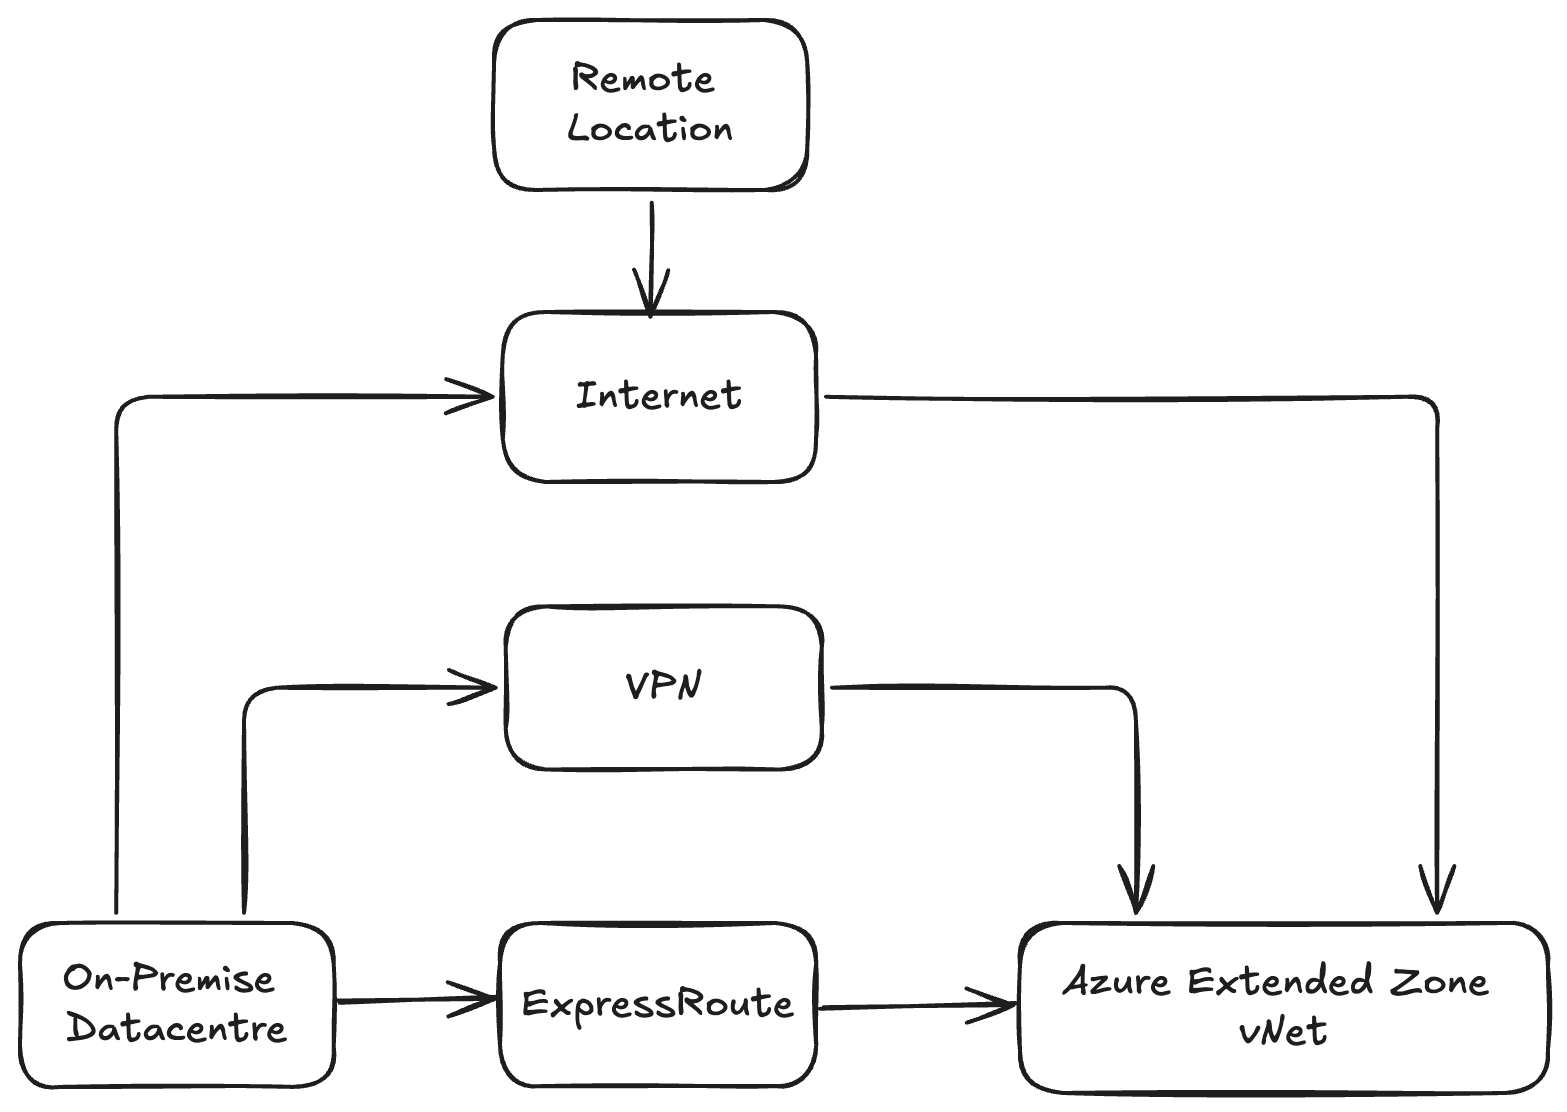 Remote
Location
Internet
VPN
On-Premise
Datacentre
ExpressRoute
Azure Extended Zone
vNet